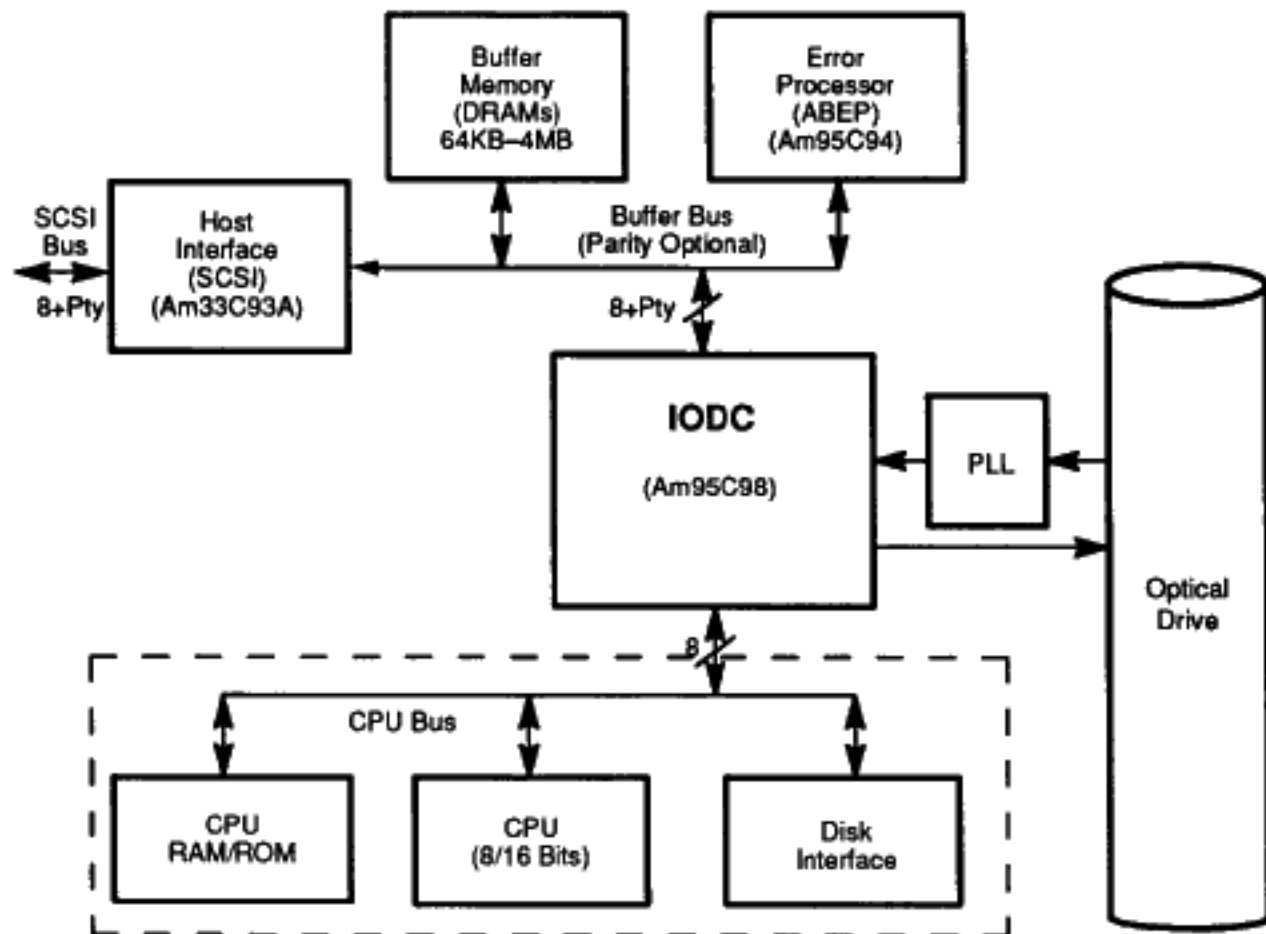 Buffer
Memory
(DRAMs)
64KB–4MB
Error
Processor
(ABEP)
(Am95C94)
SCSI
Bus
8+Pty
Host
Interface
(SCSI)
(Am33C93A)
Buffer Bus
(Parity Optional)
8+Pty
IODC
(Am95C98)
PLL
Optical
Drive
8
CPU Bus
CPU
RAM/ROM
CPU
(8/16 Bits)
Disk
Interface